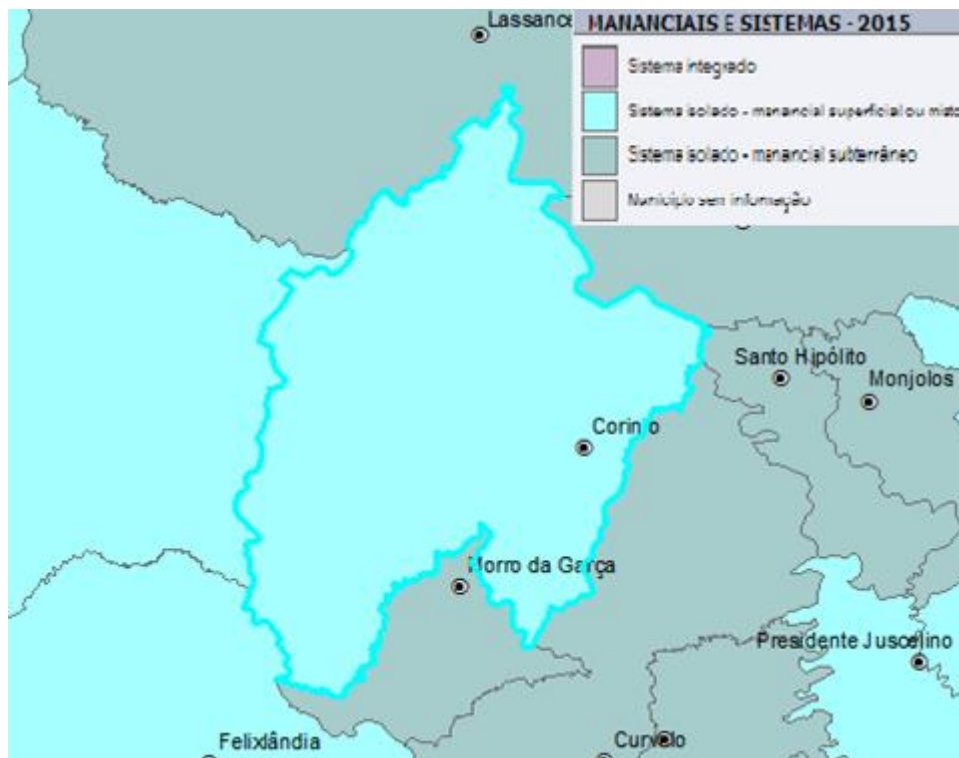 Lassance
MANANCIAIS E SISTEMAS - 2015
Sistema integrado
Sistema isolado - manancial superficial ou misto
Sistema isolado - manancial subterrâneo
Município sem informação
Santo Hipólito
Monjolos
Corinto
Morro da Garça
Presidente Juscelino
Felixlândia
Curvelo